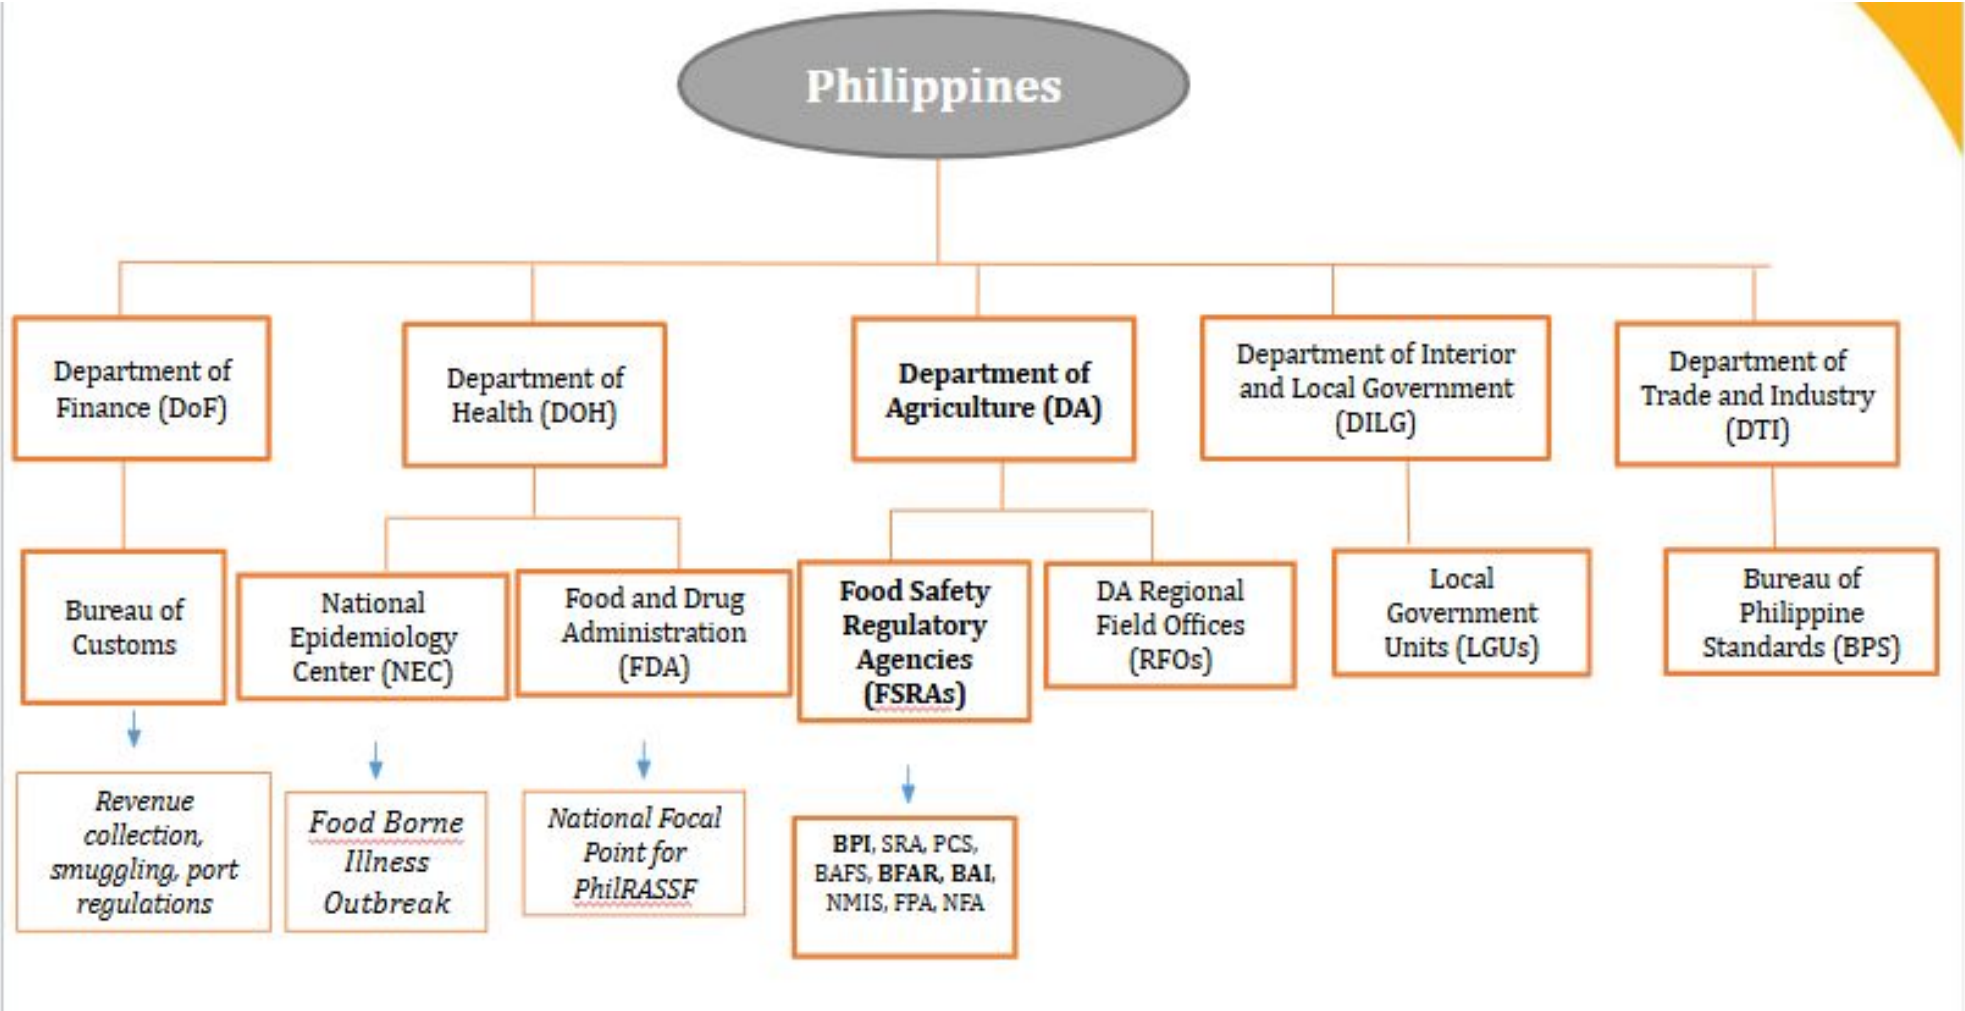 Philippines
Department of
Finance (DoF)
Department of
Health (DOH)
Department of
Agriculture (DA)
Department of Interior
and Local Government
(DILG)
Department of
Trade and Industry
(DTI)
Bureau of
Customs
National
Epidemiology
Center (NEC)
Food and Drug
Administration
(FDA)
Food Safety
Regulatory
Agencies
(FSRAs)
DA Regional
Field Offices
(RFOs)
Local
Government
Units (LGUs)
Bureau of
Philippine
Standards (BPS)
Revenue
collection,
smuggling, port
regulations
Food Borne
Illness
Outbreak
National Focal
Point for
PhilRASSF
BPI, SRA, PCS,
BAFS, BFAR, BAI,
NMIS, FPA, NFA